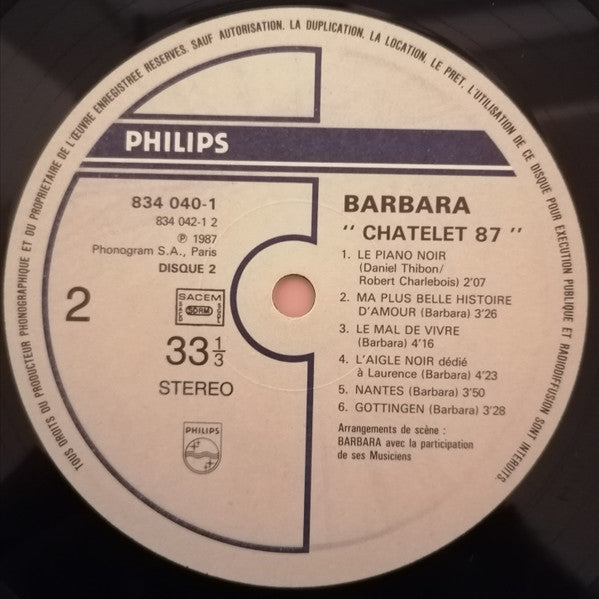 TOUS DROITS DU PRODUCTEUR PHONOGRAPHIQUE ET DU PROPRIETAIRE DE L'ŒUVRE ENREGISTREE RESERVES. SAUF AUTORISATION. LA DUPLICATION, LA LOCATION, LE PRET, L'UTILISATION DE CE DISQUE POUR EXECUTION PUBLIQUE ET RADIODIFFUSION SONT INTERDITS.
PHILIPS
834 040-1
834 042-1 2
℗ 1987
Phonogram S.A., Paris
DISQUE 2
SACEM
SDRM
2
33 1/3
STEREO
PHILIPS
BARBARA
" CHATELET 87 "
1. LE PIANO NOIR
(Daniel Thibon/
Robert Charlebois) 2'07
2. MA PLUS BELLE HISTOIRE
D'AMOUR (Barbara) 3'26
3. LE MAL DE VIVRE
(Barbara) 4'16
4. L'AIGLE NOIR dédié
à Laurence (Barbara) 4'23
5. NANTES (Barbara) 3'50
6. GOTTINGEN (Barbara) 3'28
Arrangements de scène :
BARBARA avec la participation
de ses Musiciens